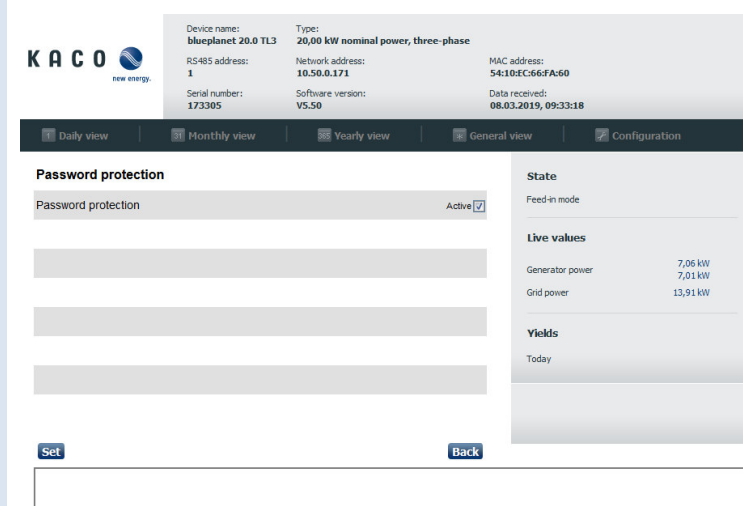 KACO
new energy.
Device name:
blueplanet 20.0 TL3
Type:
20,00 kW nominal power, three-phase
RS485 address:
1
Network address:
10.50.0.171
MAC address:
54:10:EC:66:FA:60
Serial number:
173305
Software version:
V5.50
Data received:
08.03.2019, 09:33:18
1 Daily view
31 Monthly view
365 Yearly view
General view
Configuration
Password protection
Password protection Active
Set
Back
State
Feed-in mode
Live values
Generator power 7,06 kW
7,01 kW
Grid power 13,91 kW
Yields
Today